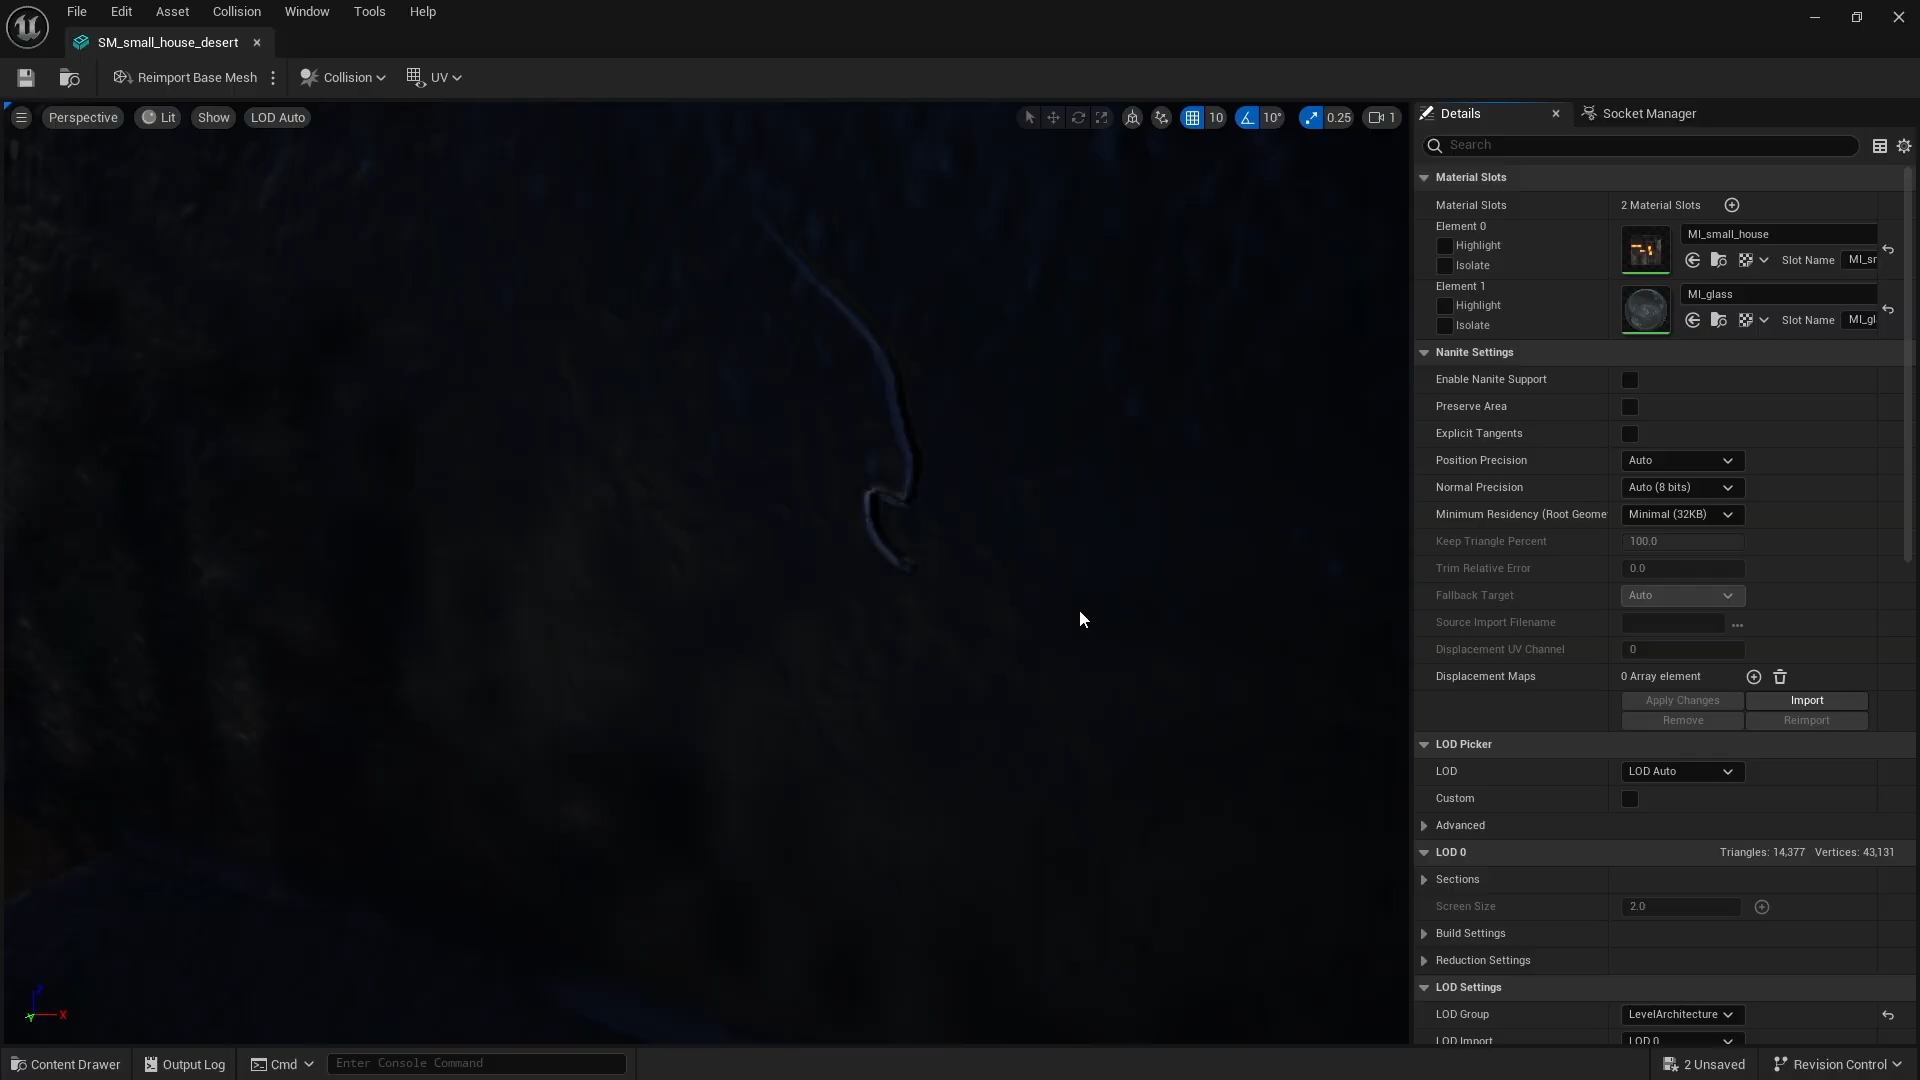 File Edit Asset Collision Window Tools Help
SM_small_house_desert
Reimport Base Mesh Collision UV
Perspective Lit Show LOD Auto 10 10° 0.25 1
Details Socket Manager
Search
Material Slots
Material Slots 2 Material Slots
Element 0
MI_small_house
Highlight
Isolate
Slot Name MI_sr
Element 1
MI_glass
Highlight
Isolate
Slot Name MI_gl
Nanite Settings
Enable Nanite Support
Preserve Area
Explicit Tangents
Position Precision Auto
Normal Precision Auto (8 bits)
Minimum Residency (Root Geome Minimal (32KB)
Keep Triangle Percent 100.0
Trim Relative Error 0.0
Fallback Target Auto
Source Import Filename ...
Displacement UV Channel 0
Displacement Maps 0 Array element
Apply Changes Import
Remove Reimport
LOD Picker
LOD LOD Auto
Custom
Advanced
LOD 0 Triangles: 14,377 Vertices: 43,131
Sections
Screen Size 2.0
Build Settings
Reduction Settings
LOD Settings
LOD Group LevelArchitecture
LOD Import LOD 0
Z
Y X
Content Drawer Output Log Cmd Enter Console Command 2 Unsaved Revision Control